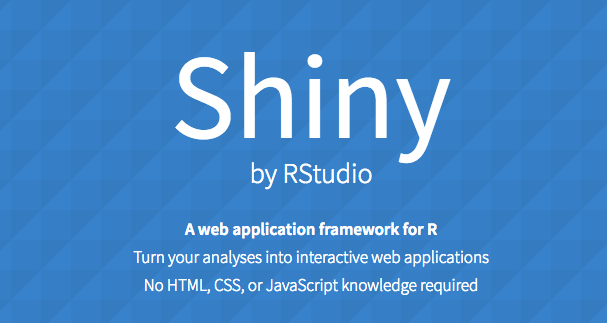 Shiny
by RStudio
A web application framework for R
Turn your analyses into interactive web applications
No HTML, CSS, or JavaScript knowledge required